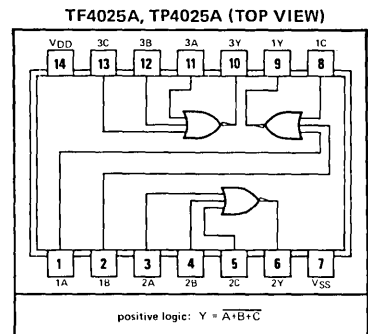 TF4025A, TP4025A (TOP VIEW)
VDD 3C 3B 3A 3Y 1Y 1C
14 13 12 11 10 9 8
1 2 3 4 5 6 7
1A 1B 2A 2B 2C 2Y VSS
positive logic: Y = A+B+C